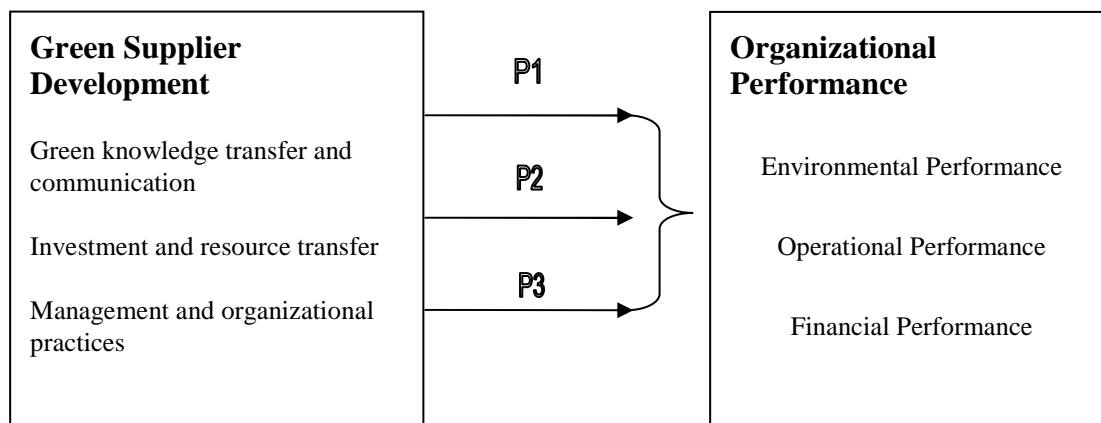 Green Supplier
Development
Green knowledge transfer and
communication
Investment and resource transfer
Management and organizational
practices
P1
P2
P3
Organizational
Performance
Environmental Performance
Operational Performance
Financial Performance